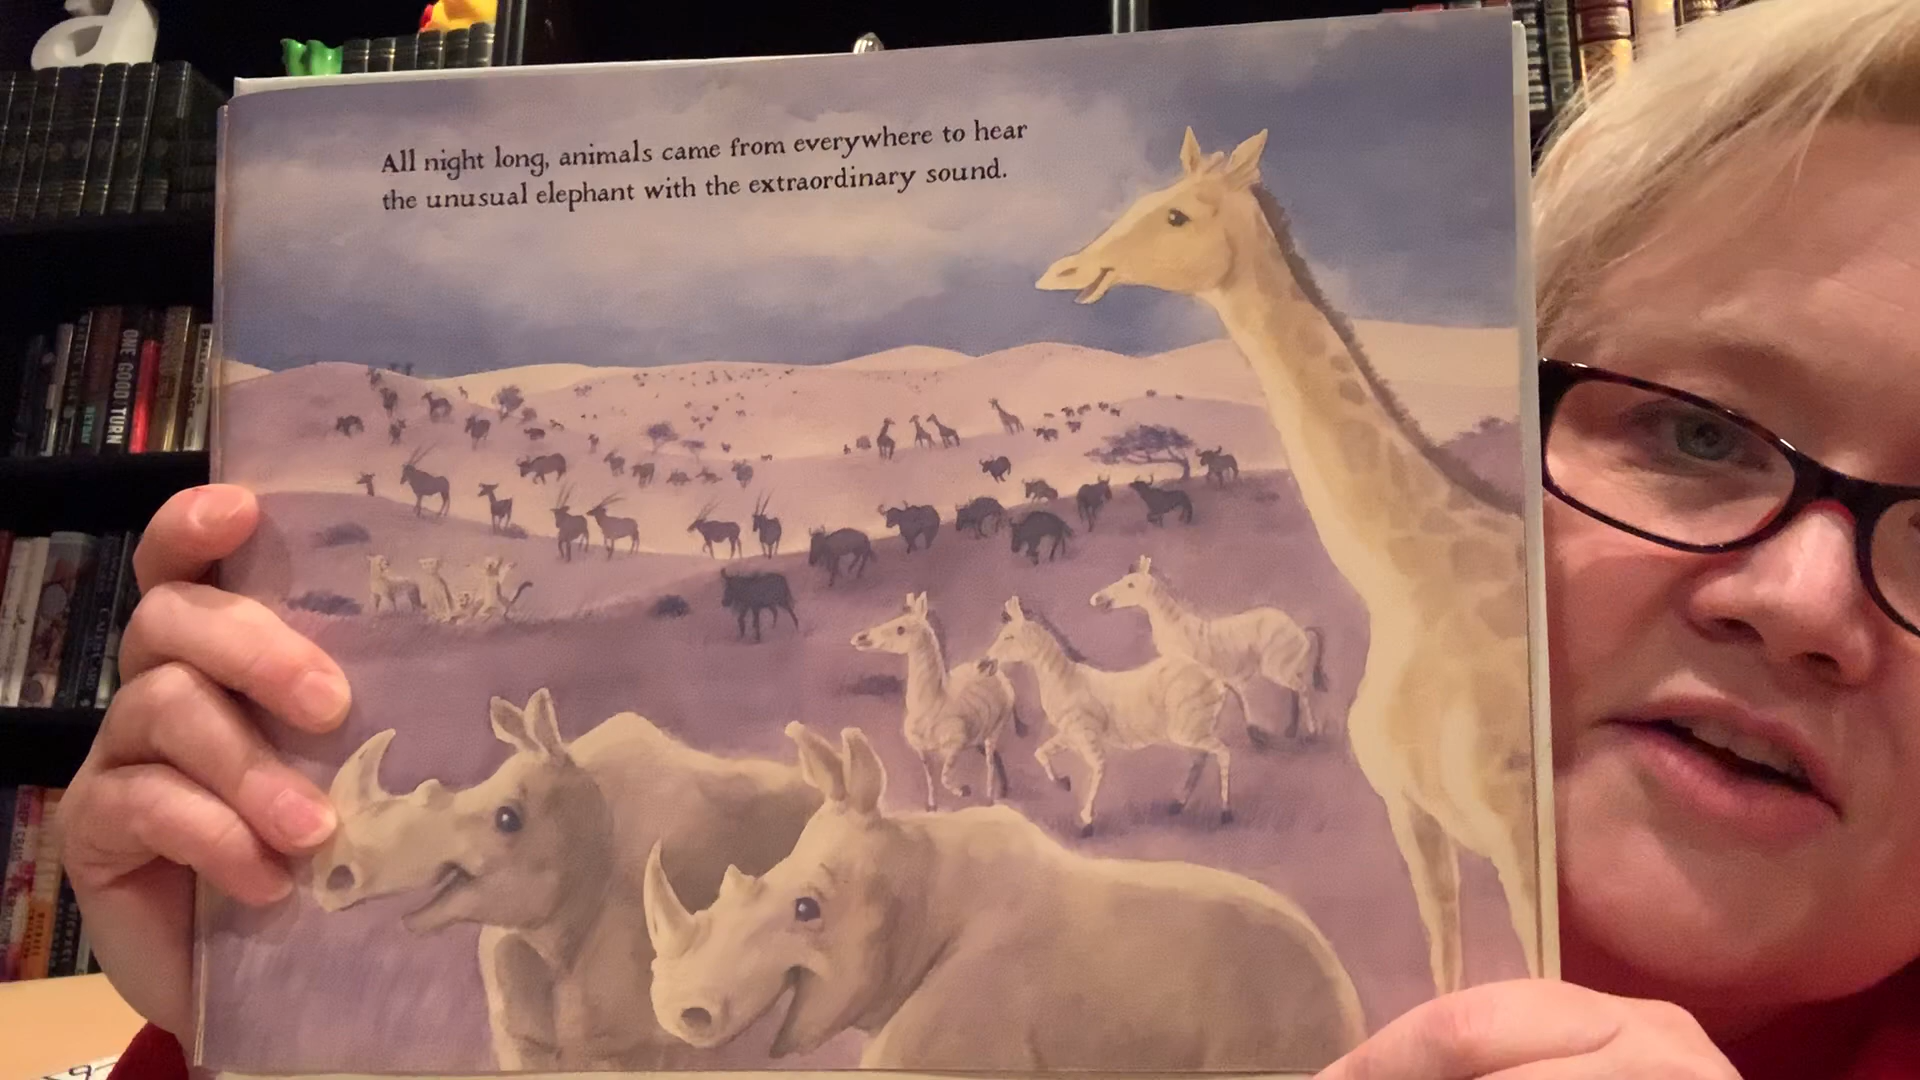 All night long, animals came from everywhere to hear
the unusual elephant with the extraordinary sound.
ONE GOOD TURN